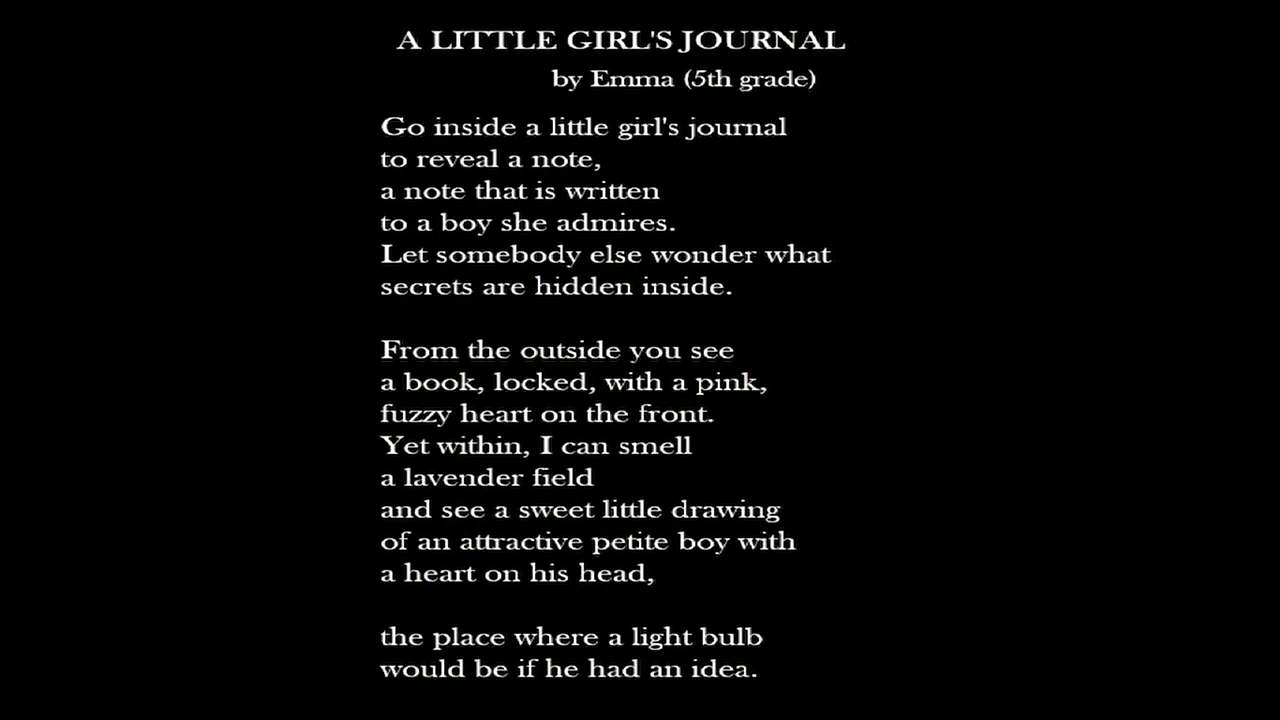 A LITTLE GIRL'S JOURNAL
by Emma (5th grade)
Go inside a little girl's journal
to reveal a note,
a note that is written
to a boy she admires.
Let somebody else wonder what
secrets are hidden inside.
From the outside you see
a book, locked, with a pink,
fuzzy heart on the front.
Yet within, I can smell
a lavender field
and see a sweet little drawing
of an attractive petite boy with
a heart on his head,
the place where a light bulb
would be if he had an idea.